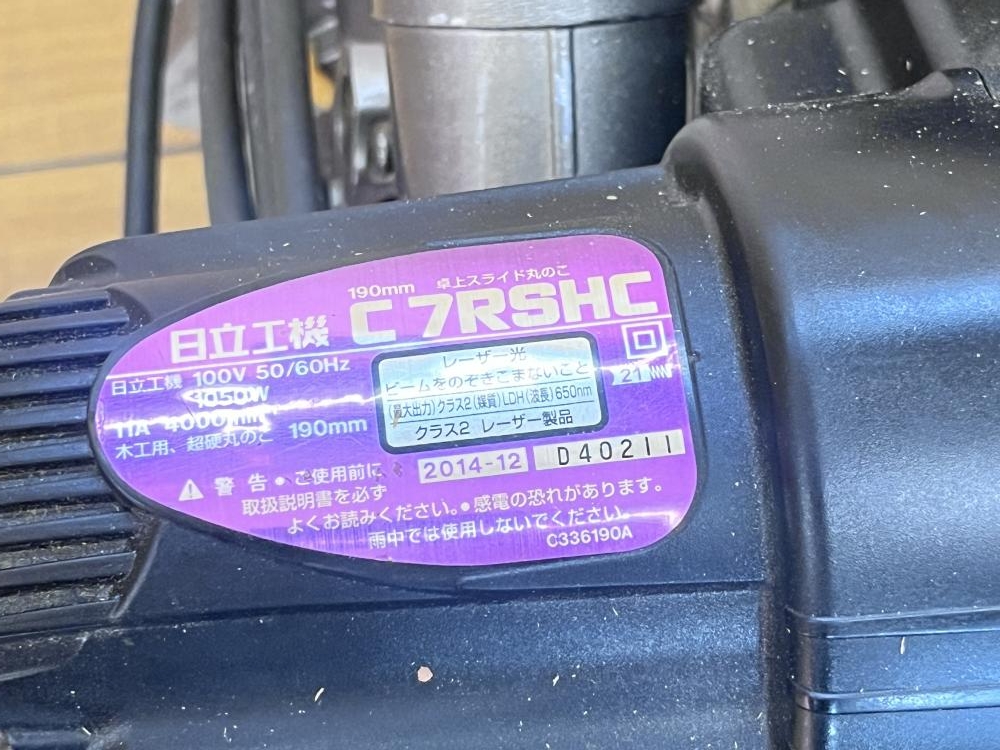 190mm 卓上スライド丸のこ
日立工機 C 7RSHC
日立工機 100V 50/60Hz
1050W
11A 4000min⁻¹
木工用、超硬丸のこ 190mm
レーザー光
ビームをのぞきこまないこと
(最大出力)クラス2(媒質)LDH(波長)650nm
クラス2 レーザー製品
21
2014-12 D40211
警告 ● ご使用前に
取扱説明書を必ず
よくお読みください。● 感電の恐れがあります。
雨中では使用しないでください。
C336190A